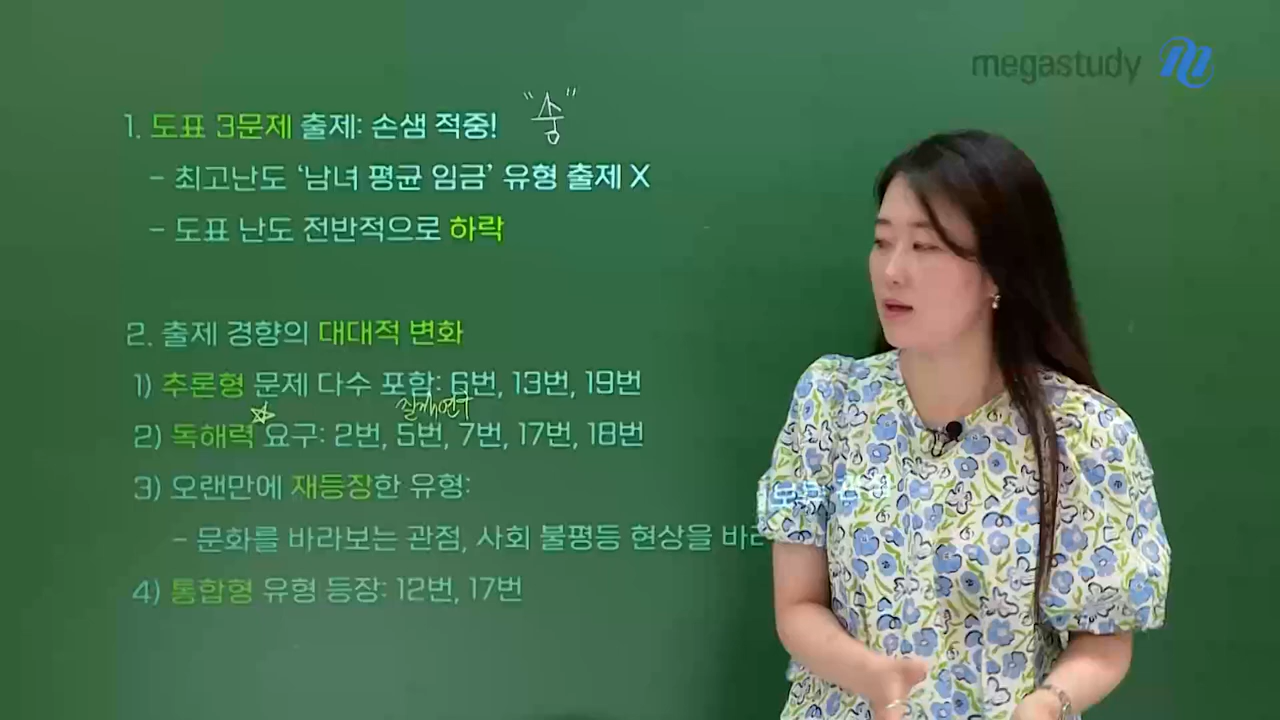 megastudy
1. 도표 3문제 출제: 손샘 적중! "숭"
– 최고난도 ‘남녀 평균 임금’ 유형 출제 X
– 도표 난도 전반적으로 하락
2. 출제 경향의 대대적 변화
1) 추론형 문제 다수 포함: 6번, 13번, 19번
2) 독해력 요구: 2번, 5번, 7번, 17번, 18번
3) 오랜만에 재등장한 유형:
– 문화를 바라보는 관점, 사회 불평등 현상을 바라
4) 통합형 유형 등장: 12번, 17번